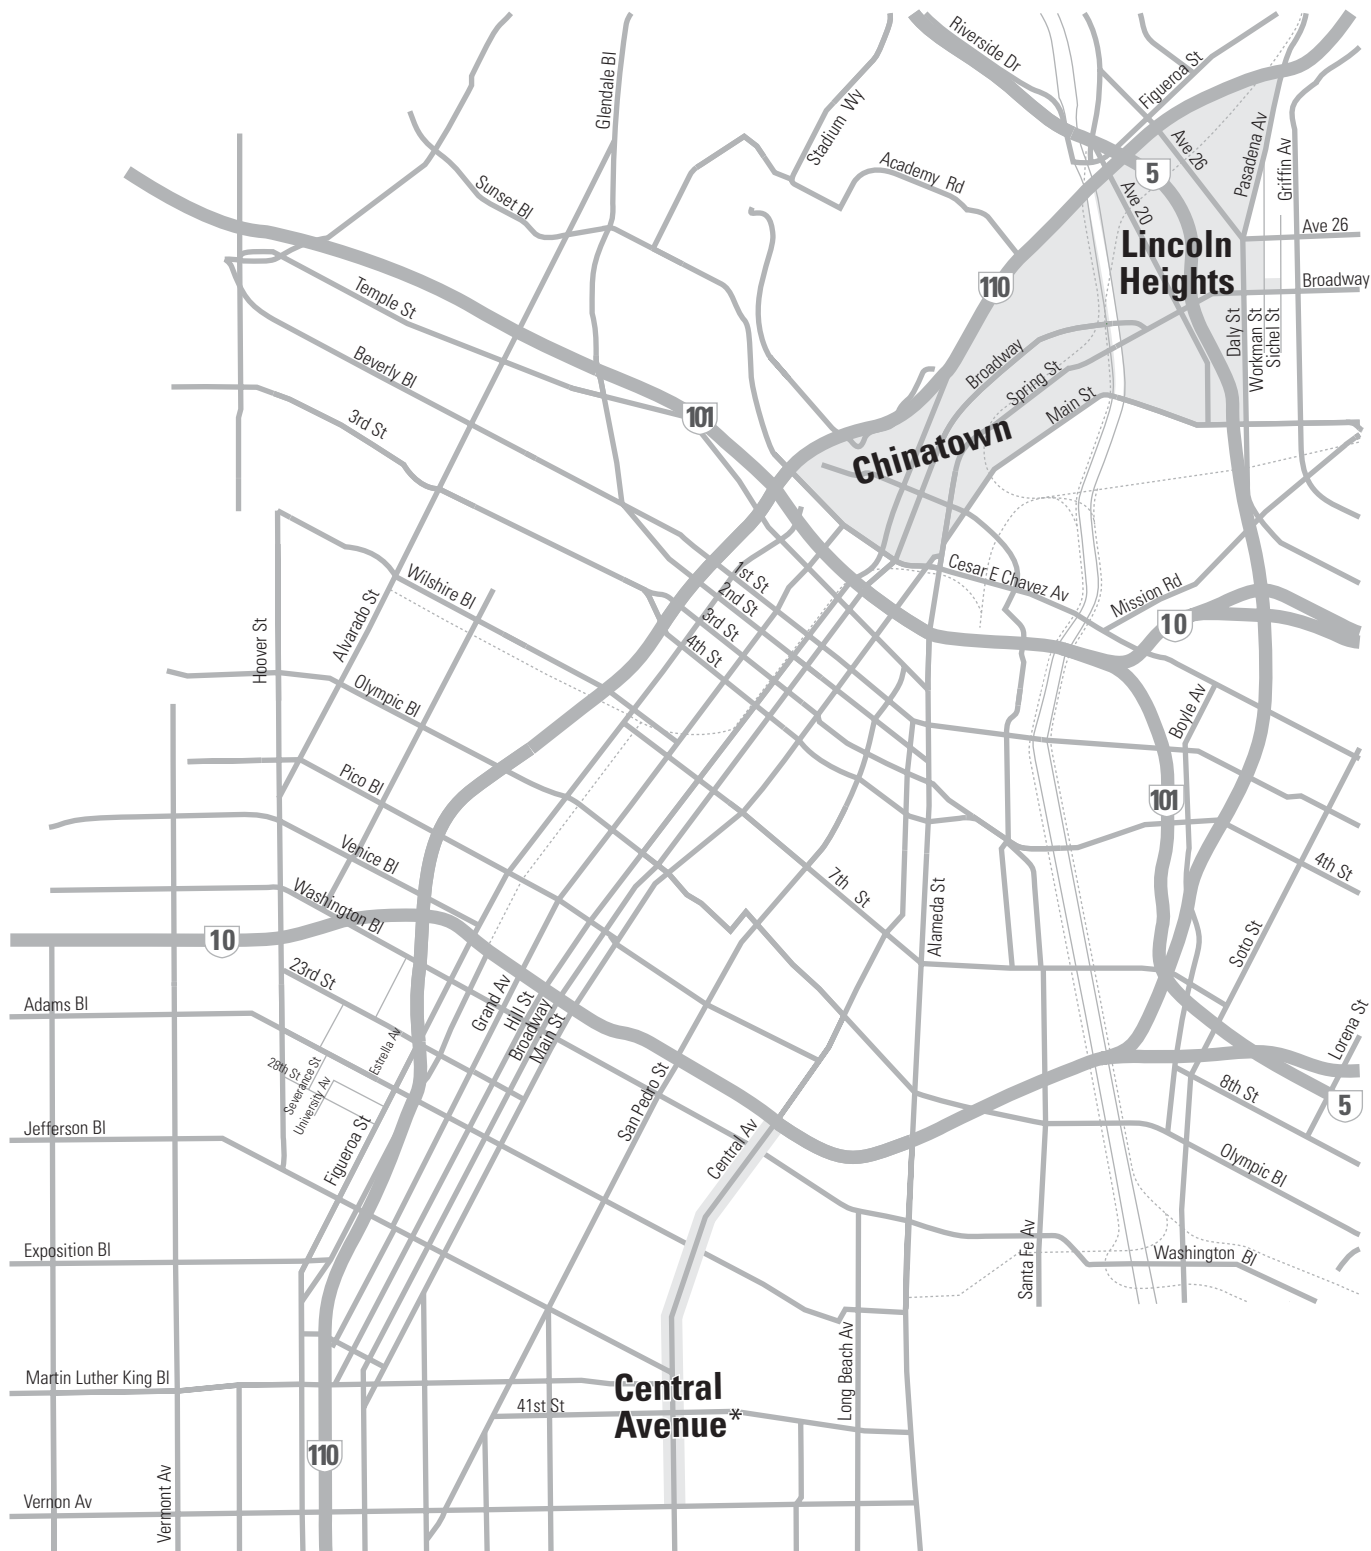 Riverside Dr
Figueroa St
Glendale Bl
Stadium Wy
Academy Rd
Ave 26
Pasadena Av
Griffin Av
5
Ave 20
Sunset Bl
Ave 26
Lincoln
Heights
Broadway
110
Temple St
Daly St
Workman St
Sichel St
Beverly Bl
Broadway
Spring St
Main St
101
3rd St
Chinatown
Cesar E Chavez Av
Mission Rd
1st St
2nd St
3rd St
4th St
Wilshire Bl
Alvarado St
Hoover St
10
Olympic Bl
Boyle Av
Pico Bl
101
Venice Bl
4th St
7th St
Washington Bl
Alameda St
Soto St
10
23rd St
Adams Bl
Grand Av
Hill St
Broadway
Main St
Lorena St
Estrella Av
28th St
Severance St
University Av
San Pedro St
8th St
5
Jefferson Bl
Figueroa St
Central Av
Olympic Bl
Exposition Bl
Santa Fe Av
Washington Bl
Martin Luther King Bl
Central
Avenue*
41st St
Long Beach Av
110
Vermont Av
Vernon Av